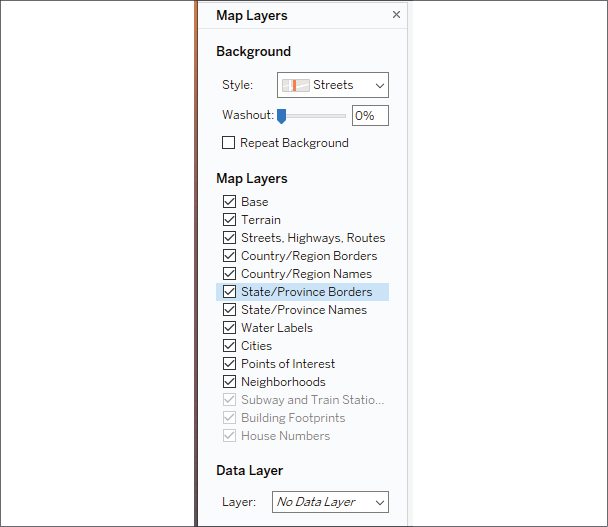 Map Layers
Background
Style: Streets
Washout: 0%
Repeat Background
Map Layers
Base
Terrain
Streets, Highways, Routes
Country/Region Borders
Country/Region Names
State/Province Borders
State/Province Names
Water Labels
Cities
Points of Interest
Neighborhoods
Subway and Train Statio...
Building Footprints
House Numbers
Data Layer
Layer: No Data Layer